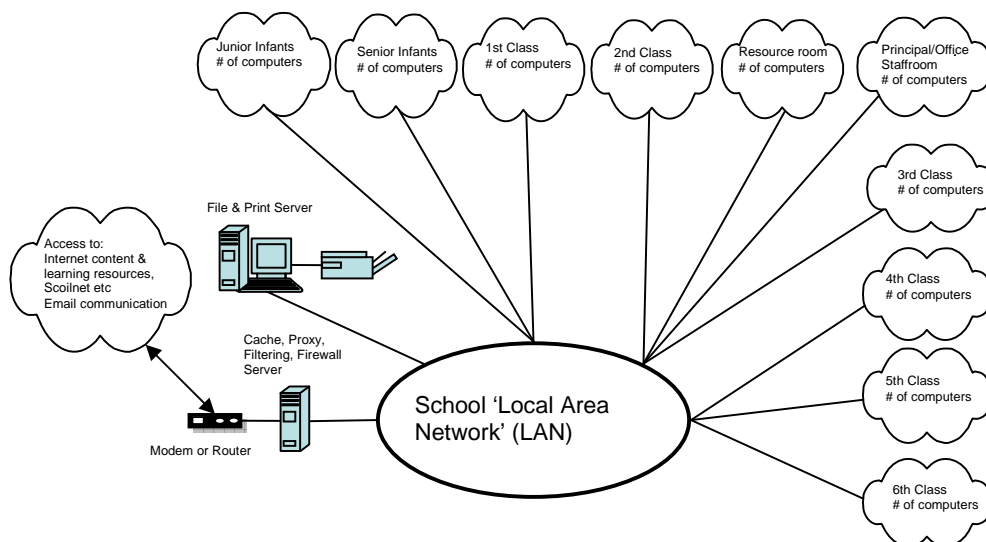 Junior Infants
# of computers
Senior Infants
# of computers
1st Class
# of computers
2nd Class
# of computers
Resource room
# of computers
Principal/Office
Staffroom
# of computers
3rd Class
# of computers
File & Print Server
Access to:
Internet content &
learning resources,
Scoilnet etc
Email communication
4th Class
# of computers
Cache, Proxy,
Filtering, Firewall
Server
5th Class
# of computers
School ‘Local Area
Network’ (LAN)
Modem or Router
6th Class
# of computers